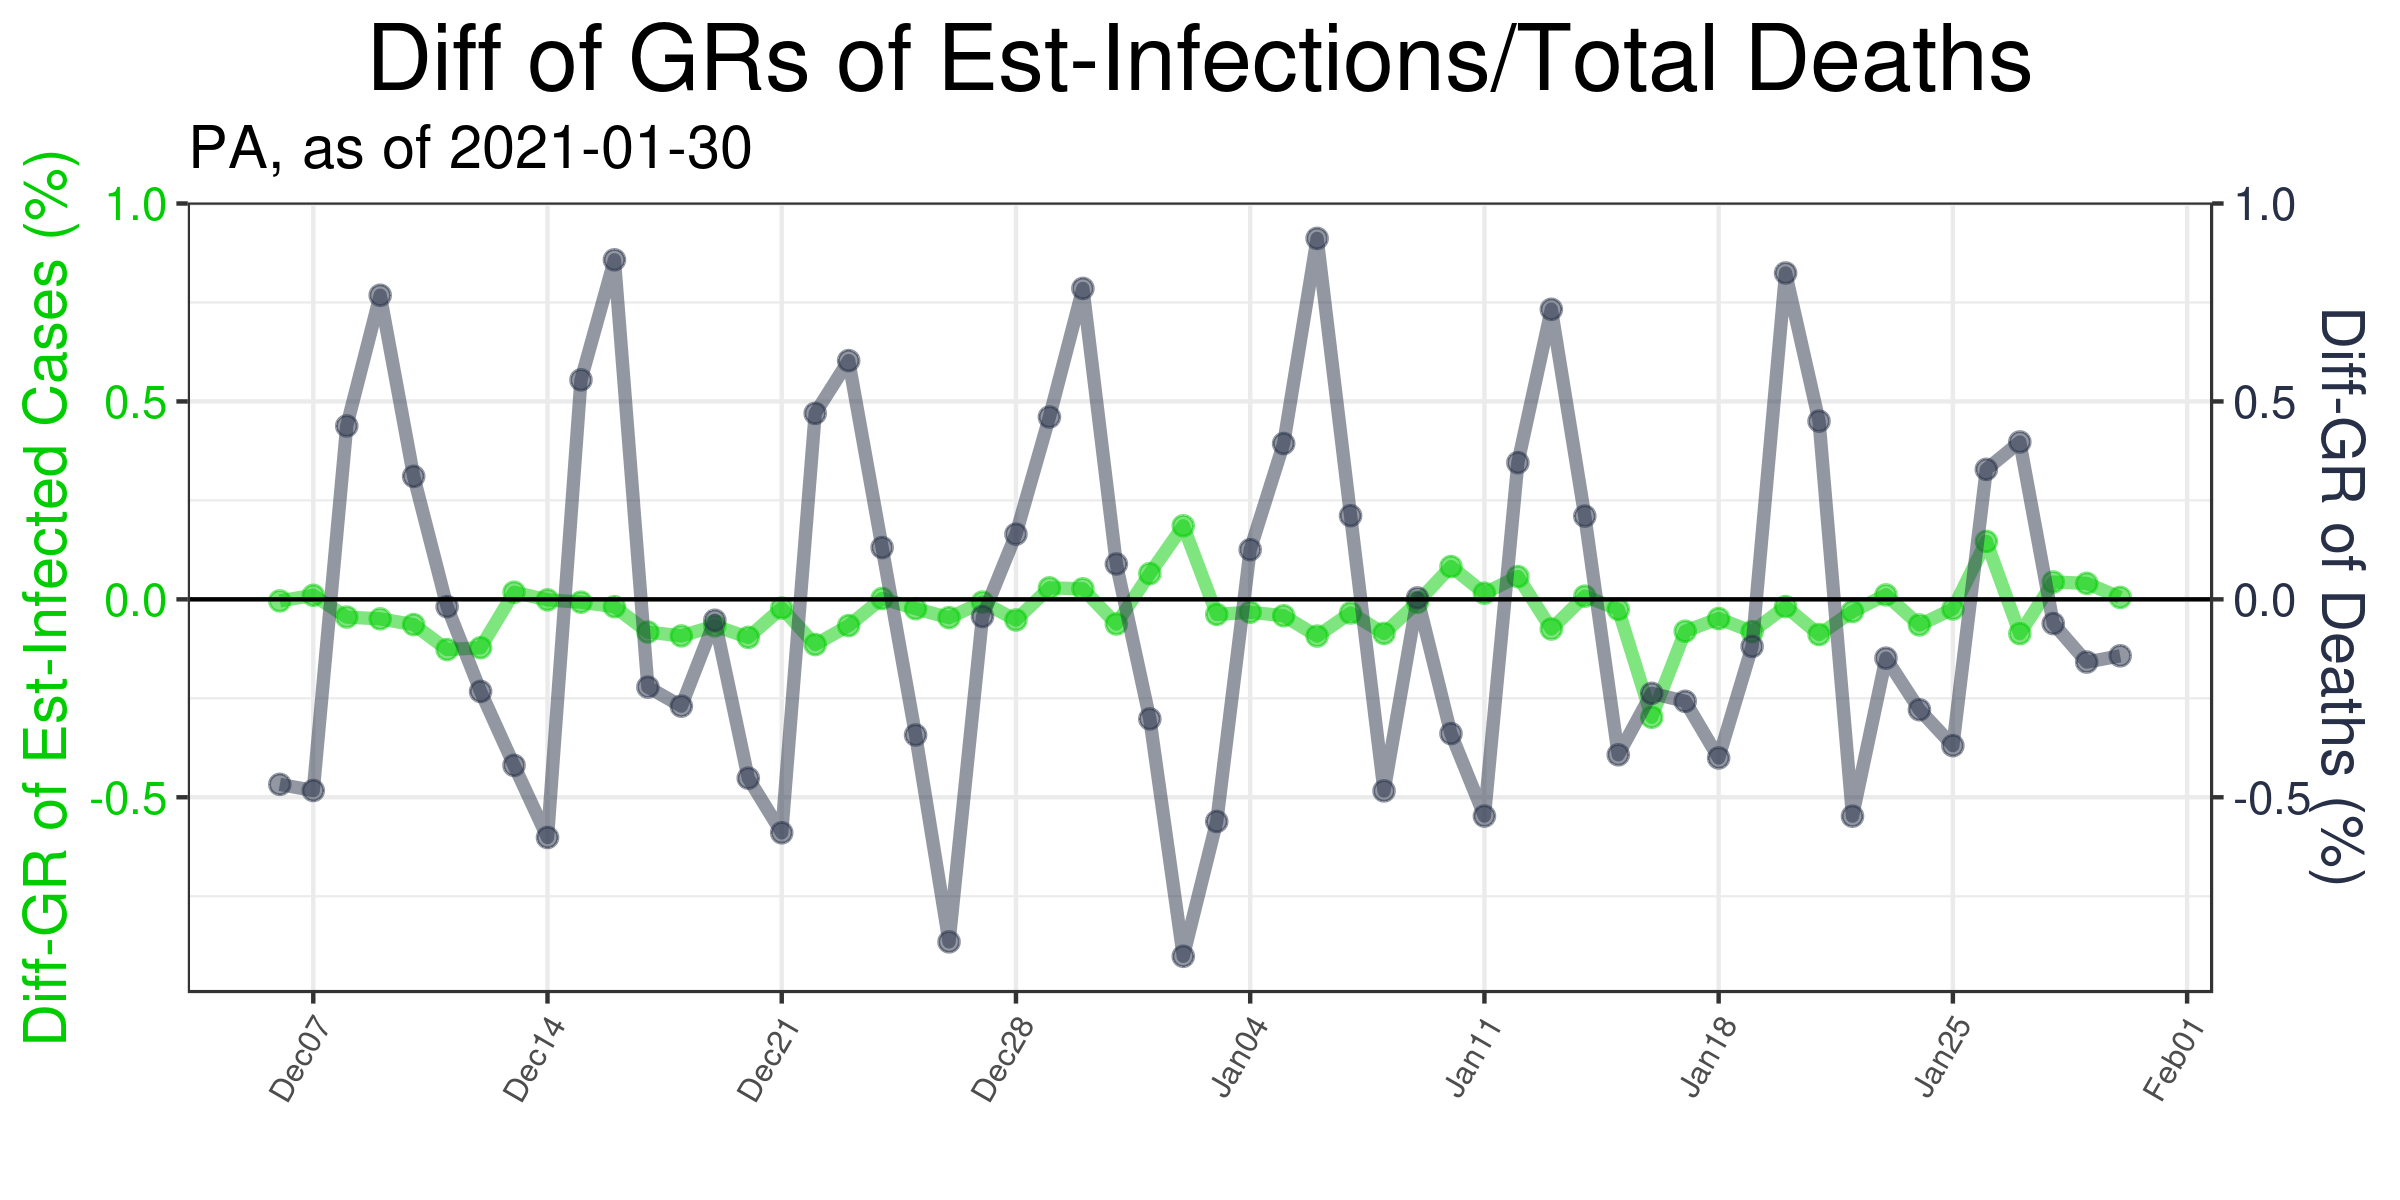 Diff of GRs of Est-Infections/Total Deaths
PA, as of 2021-01-30
Diff-GR of Est-Infected Cases (%)
1.0
0.5
0.0
-0.5
1.0
0.5
0.0
-0.5
Diff-GR of Deaths (%)
Dec07
Dec14
Dec21
Dec28
Jan04
Jan11
Jan18
Jan25
Feb01